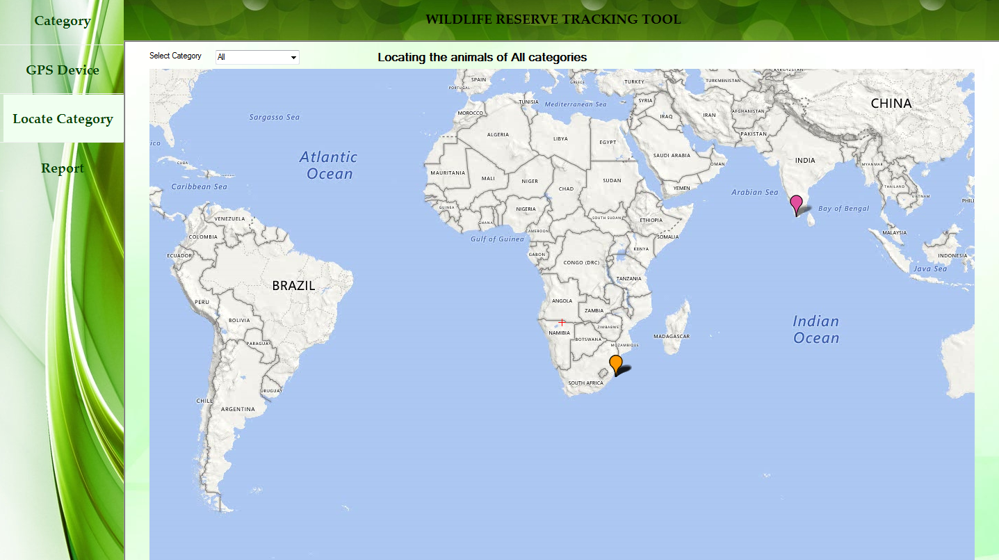 Category
WILDLIFE RESERVE TRACKING TOOL
GPS Device
Locate Category
Report
Select Category
All
Locating the animals of All categories
KYRGYZSTAN
SPAIN
PORTUGAL
GREECE
TURKEY
TURKMENISTAN
TUNISIA
Mediterranean Sea
SYRIA
CHINA
MOROCCO
IRAQ
IRAN
AFGHANISTAN
Sargasso Sea
ALGERIA
LIBYA
EGYPT
PAKISTAN
ico
Atlantic
Ocean
SAUDI ARABIA
OMAN
INDIA
MYANMAR
CUBA
MAURITANIA
MALI
NIGER
CHAD
SUDAN
YEMEN
Caribbean Sea
Arabian Sea
THAILAND
VIETNAM
PHILI
GUINEA
NIGERIA
Bay of Bengal
VENEZUELA
GHANA
CAMEROON
SOUTH SUDAN
ETHIOPIA
COLOMBIA
Gulf of Guinea
SOMALIA
MALAYSIA
ECUADOR
GABON
CONGO (DRC)
KENYA
INDONESIA
Java Sea
BRAZIL
TANZANIA
PERU
ANGOLA
ZAMBIA
BOLIVIA
Indian
Ocean
NAMIBIA
ZIMBABWE
BOTSWANA
MOZAMBIQUE
MADAGASCAR
PARAGUAY
SOUTH AFRICA
URUGUAY
CHILE
ARGENTINA